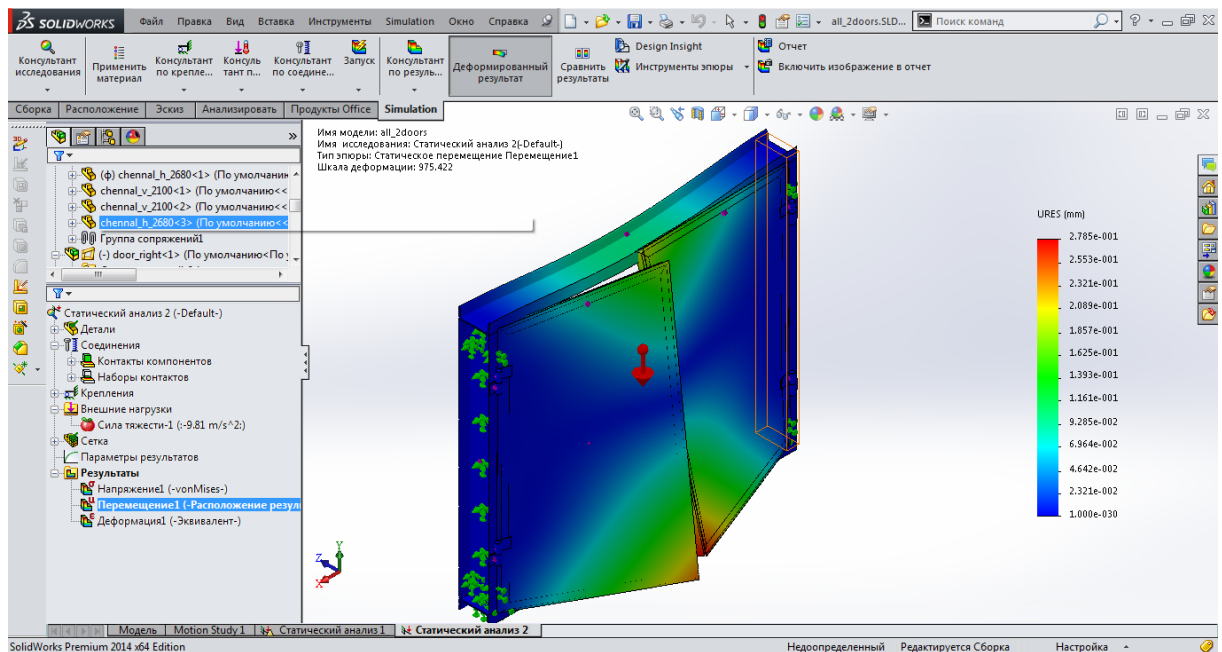 SOLIDWORKS
Файл Правка Вид Вставка Инструменты Simulation Окно Справка
all_2doors.SLD...
Поиск команд
Консультант исследования
Применить материал
Консультант по крепле...
Консуль тант п...
Консультант по соедине...
Запуск
Консультант по резуль...
Деформированный результат
Сравнить результаты
Design Insight
Инструменты эпюры
Отчет
Включить изображение в отчет
Сборка Расположение Эскиз Анализировать Продукты Office Simulation
(ф) chennal_h_2680<1> (По умолчанию
chennal_v_2100<1> (По умолчанию<<
chennal_v_2100<2> (По умолчанию<<
chennal_h_2680<3> (По умолчанию<<
Группа сопряжений1
(-) door_right<1> (По умолчанию<По
Статический анализ 2 (-Default-)
Детали
Соединения
Контакты компонентов
Наборы контактов
Крепления
Внешние нагрузки
Сила тяжести-1 (:-9.81 m/s^2:)
Сетка
Параметры результатов
Результаты
Напряжение1 (-vonMises-)
Перемещение1 (-Расположение резул
Деформация1 (-Эквивалент-)
Имя модели: all_2doors
Имя исследования: Статический анализ 2(-Default-)
Тип эпюры: Статическое перемещение Перемещение1
Шкала деформации: 975.422
URES (mm)
2.785e-001
2.553e-001
2.321e-001
2.089e-001
1.857e-001
1.625e-001
1.393e-001
1.161e-001
9.285e-002
6.964e-002
4.642e-002
2.321e-002
1.000e-030
Y
Z
X
Модель Motion Study 1 Статический анализ 1 Статический анализ 2
SolidWorks Premium 2014 x64 Edition
Недоопределенный Редактируется Сборка Настройка